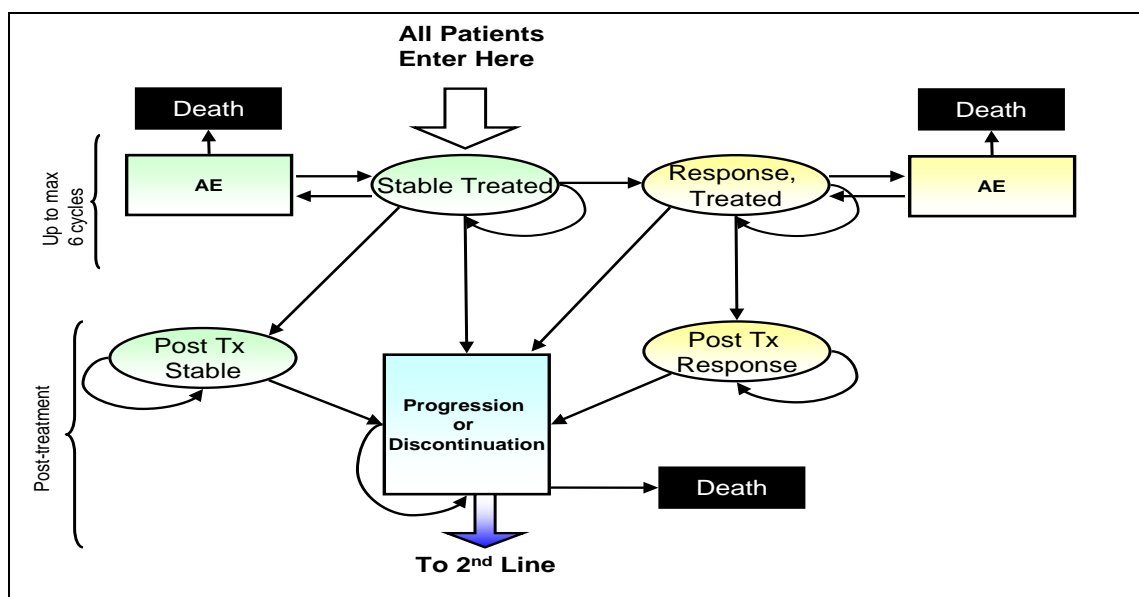 All Patients
Enter Here
Death
Death
Up to max
6 cycles
AE
Stable Treated
Response,
Treated
AE
Post-treatment
Post Tx
Stable
Post Tx
Response
Progression
or
Discontinuation
Death
To 2nd Line